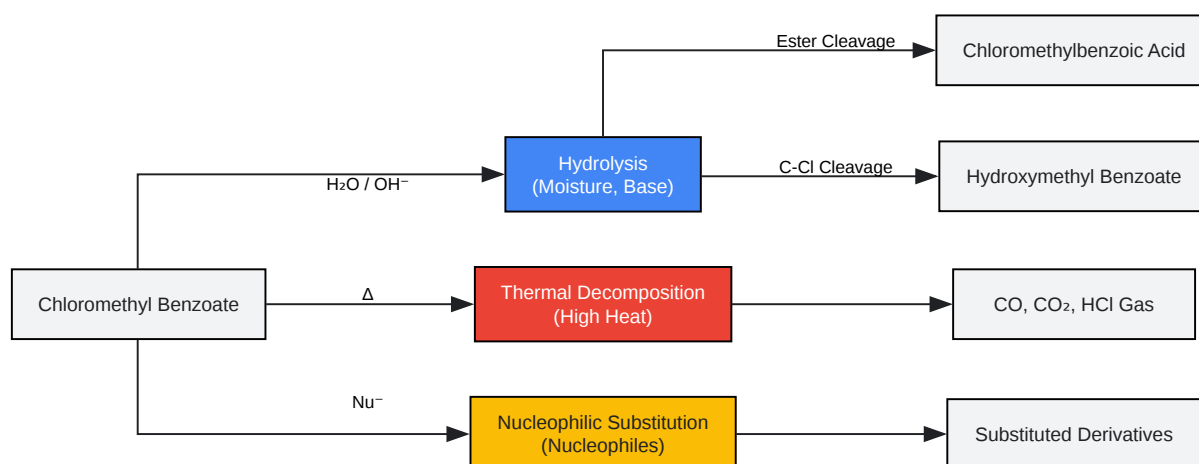 Ester Cleavage
Chloromethylbenzoic Acid
Hydrolysis
(Moisture, Base)
H₂O / OH⁻
C-Cl Cleavage
Hydroxymethyl Benzoate
Chloromethyl Benzoate
Δ
Thermal Decomposition
(High Heat)
CO, CO₂, HCl Gas
Nu⁻
Nucleophilic Substitution
(Nucleophiles)
Substituted Derivatives